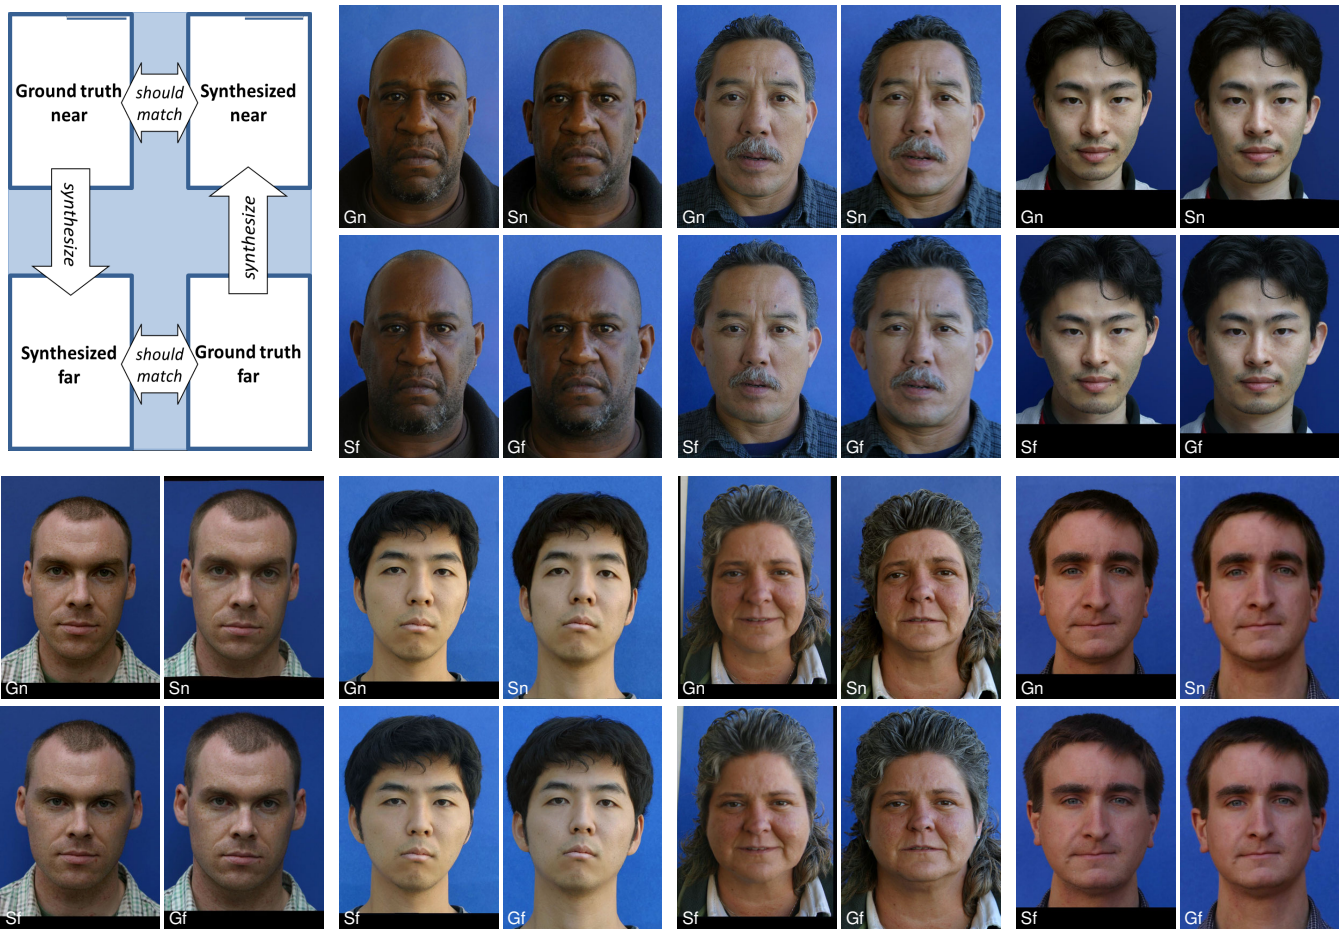 Ground truth near
should match
Synthesized near
synthesize
synthesize
Synthesized far
should match
Ground truth far
Gn
Sn
Gn
Sn
Gn
Sn
Sf
Gf
Sf
Gf
Sf
Gf
Gn
Sn
Gn
Sn
Gn
Sn
Gn
Sn
Sf
Gf
Sf
Gf
Sf
Gf
Sf
Gf